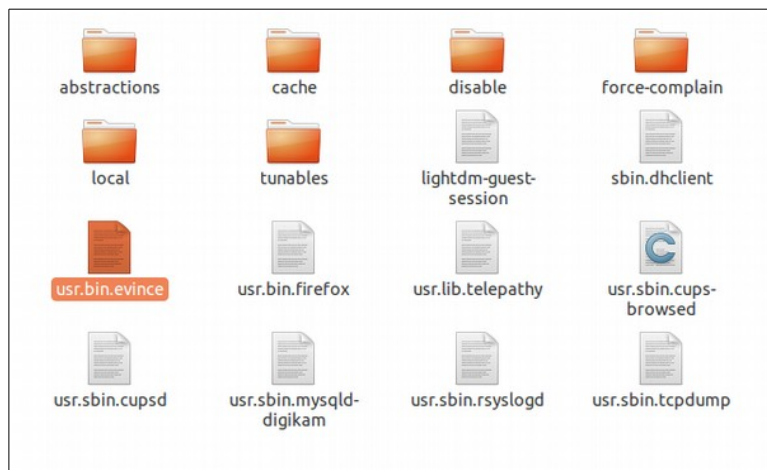 abstractions
cache
disable
force-complain
local
tunables
lightdm-guest-
session
sbin.dhclient
usr.bin.evince
usr.bin.firefox
usr.lib.telepathy
usr.sbin.cups-
browsed
usr.sbin.cupsd
usr.sbin.mysqld-
digikam
usr.sbin.rsyslogd
usr.sbin.tcpdump